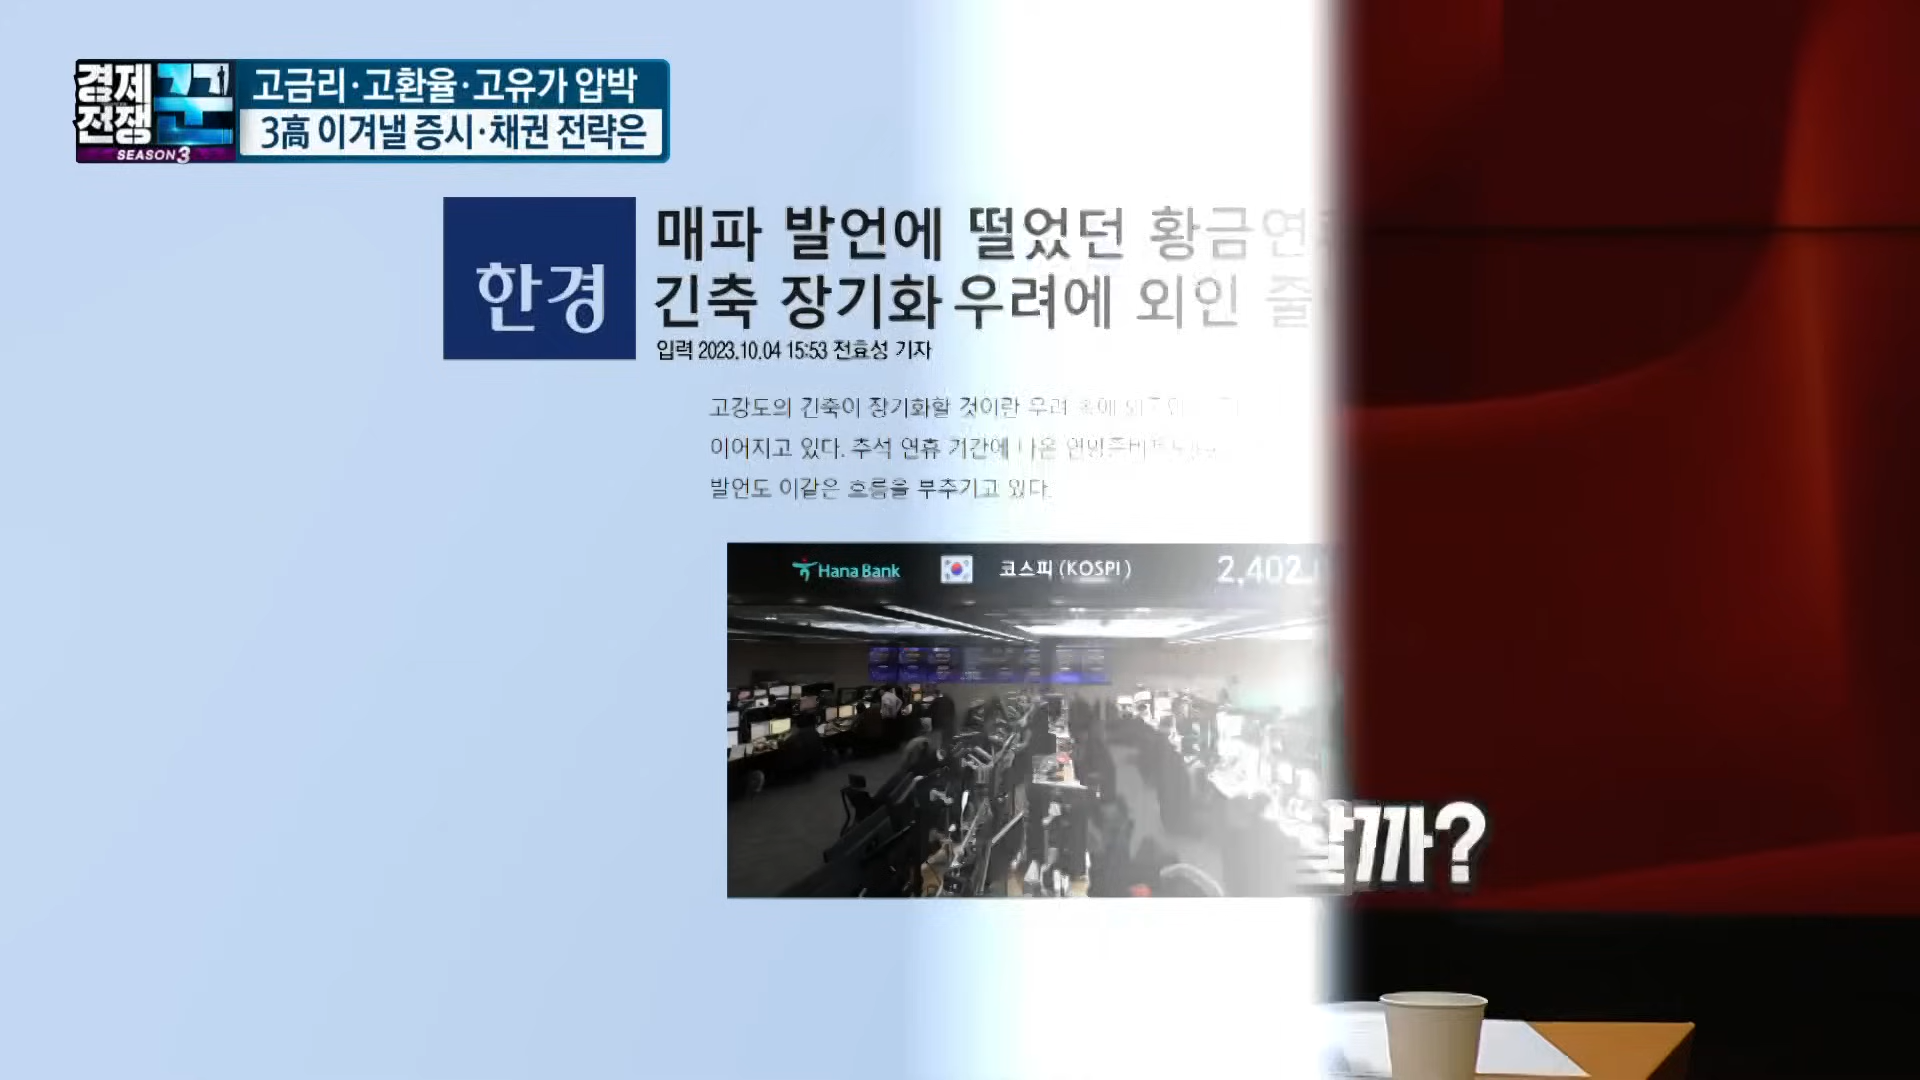 경제
전쟁
꾼
SEASON3
고금리·고환율·고유가 압박
3高 이겨낼 증시·채권 전략은
한경
매파 발언에 떨었던
긴축 장기화 우려에 외인
입력 2023.10.04 15:53 전효성 기자
고강도의 긴축이 장기화할 것이란 우려
이어지고 있다. 추석 연휴 기간에 나온
발언도 이같은 흐름을 부추기고 있다.
Hana Bank 코스피 (KOSPI) 2,402
까?